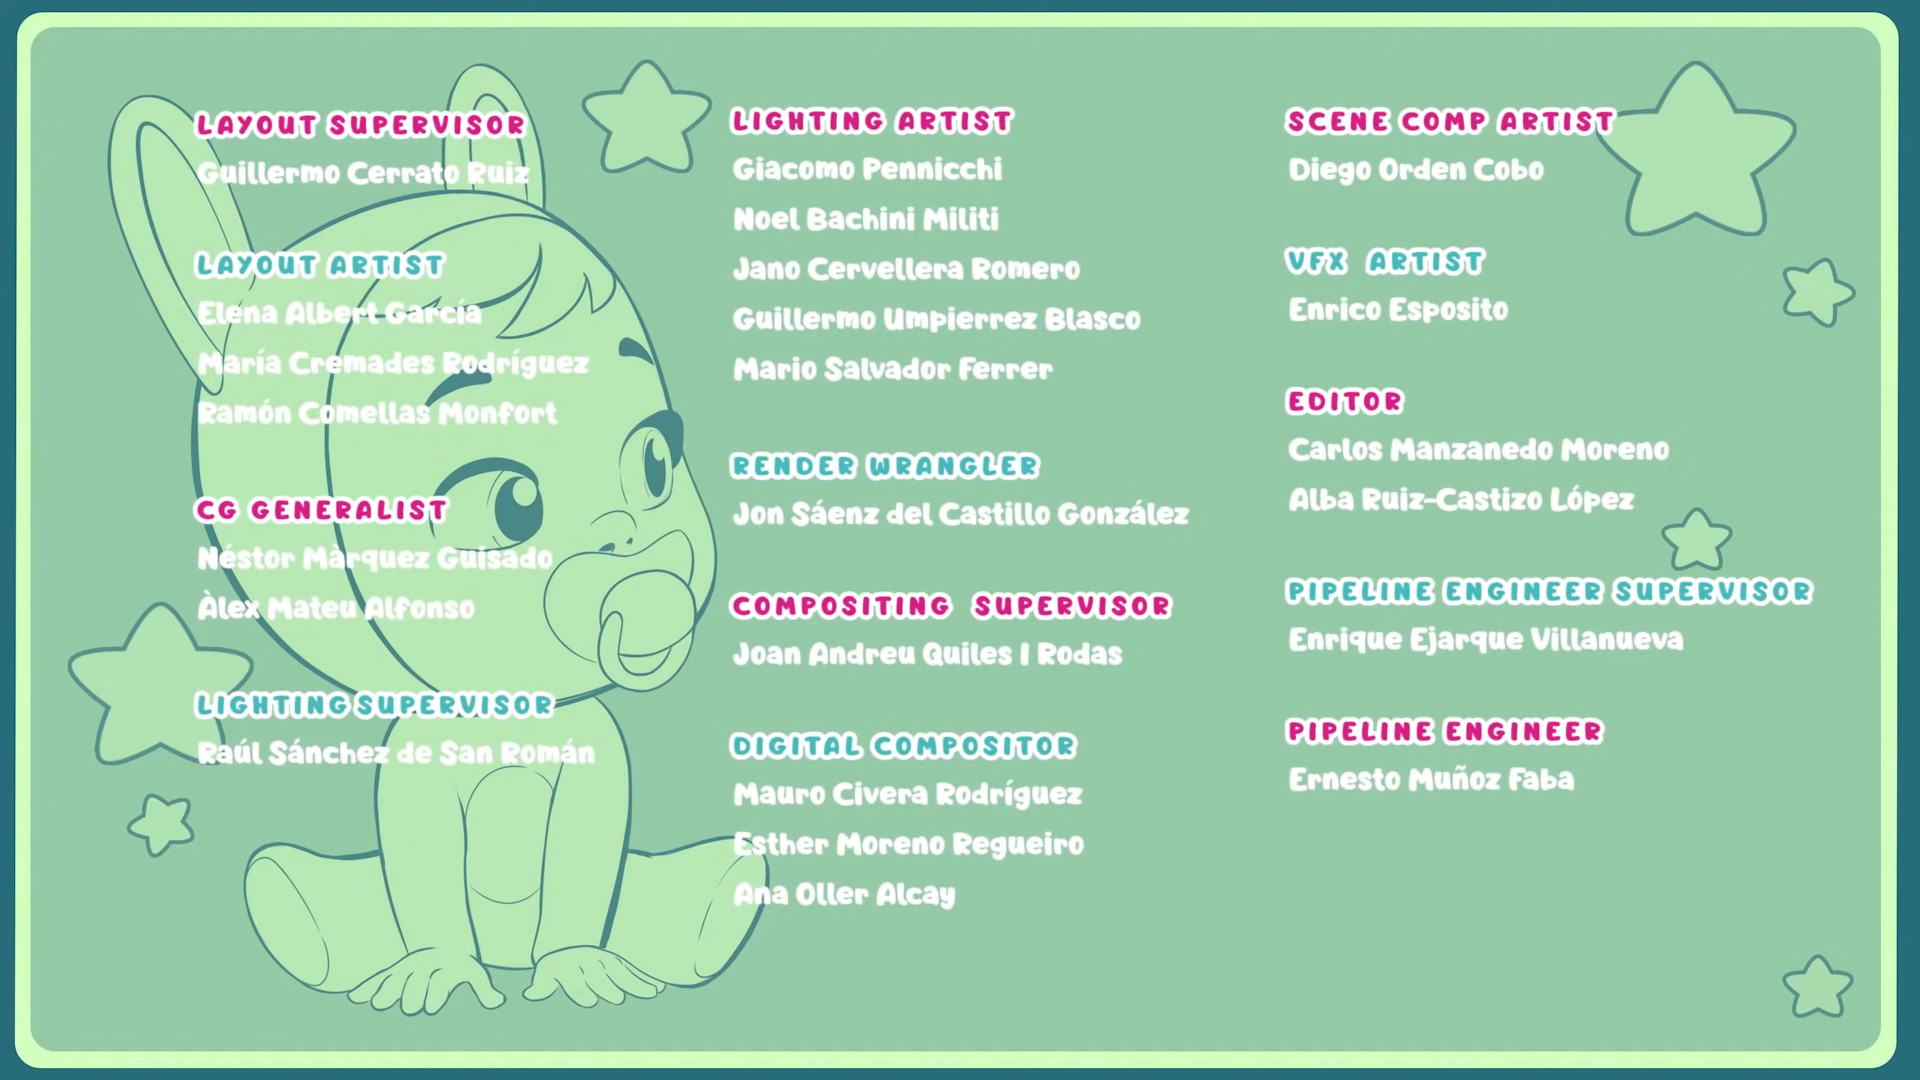 LAYOUT SUPERVISOR
Guillermo Cerrato Ruiz
LAYOUT ARTIST
Elena Albert García
María Cremades Rodríguez
Ramón Comellas Monfort
CG GENERALIST
Néstor Màrquez Guisado
Àlex Mateu Alfonso
LIGHTING SUPERVISOR
Raúl Sánchez de San Román
LIGHTING ARTIST
Giacomo Pennicchi
Noel Bachini Militi
Jano Cervellera Romero
Guillermo Umpierrez Blasco
Mario Salvador Ferrer
RENDER WRANGLER
Jon Sáenz del Castillo González
COMPOSITING SUPERVISOR
Joan Andreu Quiles I Rodas
DIGITAL COMPOSITOR
Mauro Civera Rodríguez
Esther Moreno Regueiro
Ana Oller Alcay
SCENE COMP ARTIST
Diego Orden Cobo
VFX ARTIST
Enrico Esposito
EDITOR
Carlos Manzanedo Moreno
Alba Ruiz-Castizo López
PIPELINE ENGINEER SUPERVISOR
Enrique Ejarque Villanueva
PIPELINE ENGINEER
Ernesto Muñoz Faba